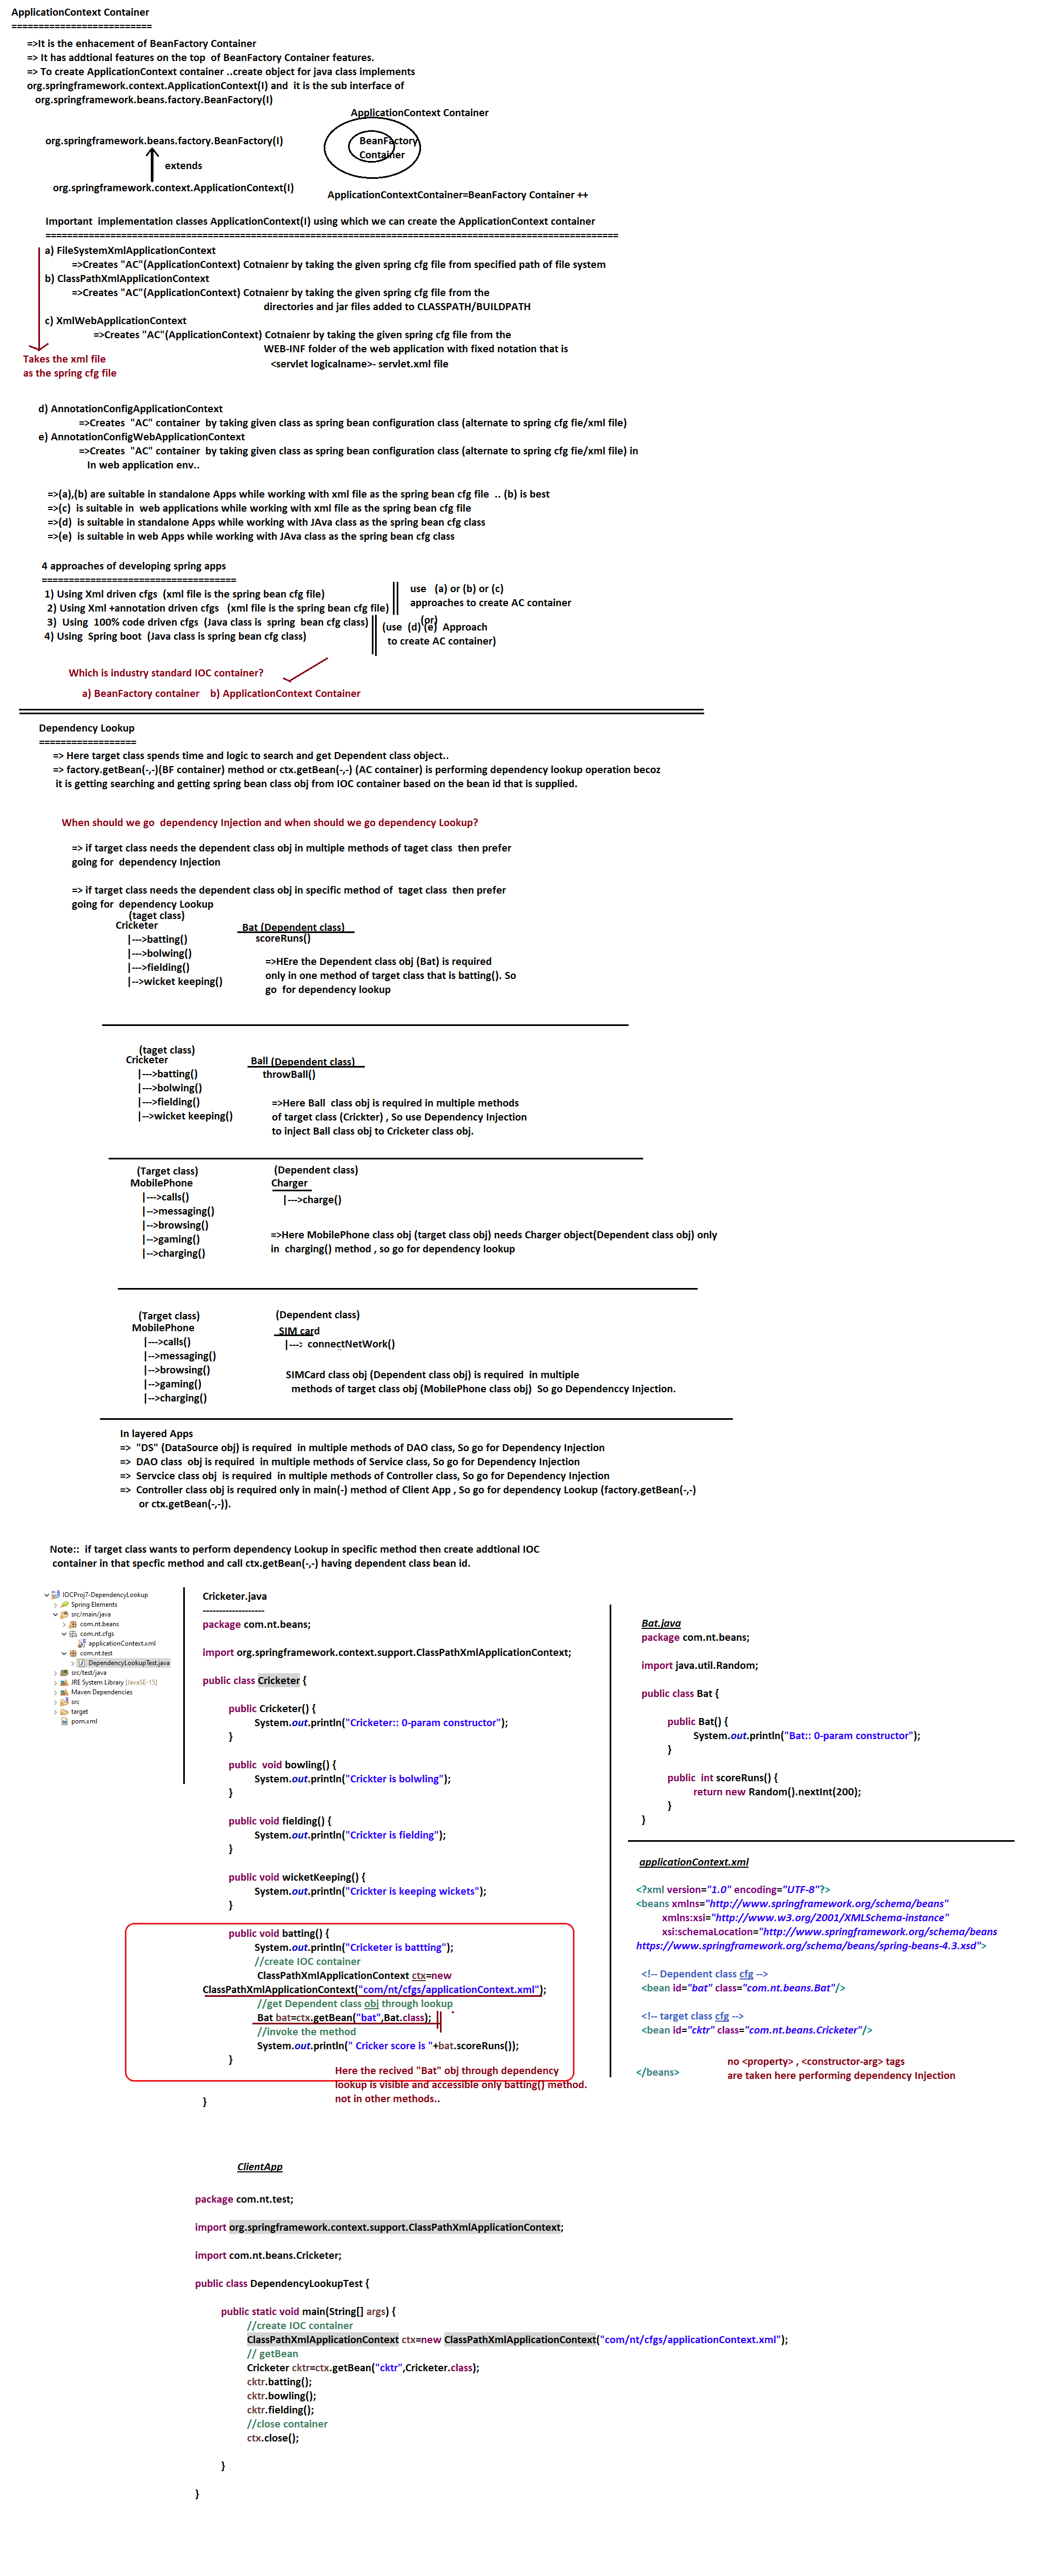 ApplicationContext Container
==========================
=>It is the enhacement of BeanFactory Container
=> It has addtional features on the top  of BeanFactory Container features.
=> To create ApplicationContext container ..create object for java class implements
org.springframework.context.ApplicationContext(I) and  it is the sub interface of
org.springframework.beans.factory.BeanFactory(I)
ApplicationContext Container
org.springframework.beans.factory.BeanFactory(I)
BeanFactory
Container
extends
org.springframework.context.ApplicationContext(I)
ApplicationContextContainer=BeanFactory Container ++
Important  implementation classes ApplicationContext(I) using which we can create the ApplicationContext container
==========================================================================================================
a) FileSystemXmlApplicationContext
=>Creates "AC"(ApplicationContext) Cotnaienr by taking the given spring cfg file from specified path of file system
b) ClassPathXmlApplicationContext
=>Creates "AC"(ApplicationContext) Cotnaienr by taking the given spring cfg file from the
directories and jar files added to CLASSPATH/BUILDPATH
c) XmlWebApplicationContext
=>Creates "AC"(ApplicationContext) Cotnaienr by taking the given spring cfg file from the
WEB-INF folder of the web application with fixed notation that is
<servlet logicalname>- servlet.xml file
Takes the xml file
as the spring cfg file
d) AnnotationConfigApplicationContext
=>Creates  "AC" container  by taking given class as spring bean configuration class (alternate to spring cfg fie/xml file)
e) AnnotationConfigWebApplicationContext
=>Creates  "AC" container  by taking given class as spring bean configuration class (alternate to spring cfg fie/xml file) in
In web application env..
=>(a),(b) are suitable in standalone Apps while working with xml file as the spring bean cfg file  .. (b) is best
=>(c)  is suitable in  web applications while working with xml file as the spring bean cfg file
=>(d)  is suitable in standalone Apps while working with JAva class as the spring bean cfg class
=>(e)  is suitable in web Apps while working with JAva class as the spring bean cfg class
4 approaches of developing spring apps
====================================
1) Using Xml driven cfgs  (xml file is the spring bean cfg file)
2) Using Xml +annotation driven cfgs   (xml file is the spring bean cfg file)
3)  Using  100% code driven cfgs  (Java class is  spring  bean cfg class)
4) Using  Spring boot  (Java class is spring bean cfg class)
use   (a) or (b) or (c)
approaches to create AC container
(or)
(use  (d) (e)  Approach
to create AC container)
Which is industry standard IOC container?
a) BeanFactory container    b) ApplicationContext Container
Dependency Lookup
==================
=> Here target class spends time and logic to search and get Dependent class object..
=> factory.getBean(-,-)(BF container) method or ctx.getBean(-,-) (AC container) is performing dependency lookup operation becoz
it is getting searching and getting spring bean class obj from IOC container based on the bean id that is supplied.
When should we go  dependency Injection and when should we go dependency Lookup?
=> if target class needs the dependent class obj in multiple methods of taget class  then prefer
going for  dependency Injection
=> if target class needs the dependent class obj in specific method of  taget class  then prefer
going for  dependency Lookup
(taget class)
Cricketer
|--->batting()
|--->bolwing()
|--->fielding()
|-->wicket keeping()
Bat (Dependent class)
scoreRuns()
=>HEre the Dependent class obj (Bat) is required
only in one method of target class that is batting(). So
go  for dependency lookup
(taget class)
Cricketer
|--->batting()
|--->bolwing()
|--->fielding()
|-->wicket keeping()
Ball (Dependent class)
throwBall()
=>Here Ball  class obj is required in multiple methods
of target class (Crickter) , So use Dependency Injection
to inject Ball class obj to Cricketer class obj.
(Target class)
MobilePhone
|--->calls()
|-->messaging()
|-->browsing()
|-->gaming()
|-->charging()
(Dependent class)
Charger
|--->charge()
=>Here MobilePhone class obj (target class obj) needs Charger object(Dependent class obj) only
in  charging() method , so go for dependency lookup
(Target class)
MobilePhone
|--->calls()
|-->messaging()
|-->browsing()
|-->gaming()
|-->charging()
(Dependent class)
SIM card
|---> connectNetWork()
SIMCard class obj (Dependent class obj) is required  in multiple
methods of target class obj (MobilePhone class obj)  So go Dependenccy Injection.
In layered Apps
=>  "DS" (DataSource obj) is required  in multiple methods of DAO class, So go for Dependency Injection
=>  DAO class  obj is required  in multiple methods of Service class, So go for Dependency Injection
=>  Servcice class obj  is required  in multiple methods of Controller class, So go for Dependency Injection
=>  Controller class obj is required only in main(-) method of Client App , So go for dependency Lookup (factory.getBean(-,-)
or ctx.getBean(-,-)).
Note::  if target class wants to perform dependency Lookup in specific method then create addtional IOC
container in that specfic method and call ctx.getBean(-,-) having dependent class bean id.
IOCProj7-DependencyLookup
Spring Elements
src/main/java
com.nt.beans
com.nt.cfgs
applicationContext.xml
com.nt.test
DependencyLookupTest.java
src/test/java
JRE System Library [JavaSE-15]
Maven Dependencies
src
target
pom.xml
Cricketer.java
-------------------
package com.nt.beans;
import org.springframework.context.support.ClassPathXmlApplicationContext;
public class Cricketer {
public Cricketer() {
System.out.println("Cricketer:: 0-param constructor");
}
public  void bowling() {
System.out.println("Crickter is bolwling");
}
public void fielding() {
System.out.println("Crickter is fielding");
}
public void wicketKeeping() {
System.out.println("Crickter is keeping wickets");
}
public void batting() {
System.out.println("Cricketer is battting");
//create IOC container
ClassPathXmlApplicationContext ctx=new
ClassPathXmlApplicationContext("com/nt/cfgs/applicationContext.xml");
//get Dependent class obj through lookup
Bat bat=ctx.getBean("bat",Bat.class);
//invoke the method
System.out.println(" Cricker score is "+bat.scoreRuns());
}
Here the recived "Bat" obj through dependency
lookup is visible and accessible only batting() method.
not in other methods..
}
Bat.java
package com.nt.beans;
import java.util.Random;
public class Bat {
public Bat() {
System.out.println("Bat:: 0-param constructor");
}
public  int scoreRuns() {
return new Random().nextInt(200);
}
}
applicationContext.xml
<?xml version="1.0" encoding="UTF-8"?>
<beans xmlns="http://www.springframework.org/schema/beans"
xmlns:xsi="http://www.w3.org/2001/XMLSchema-instance"
xsi:schemaLocation="http://www.springframework.org/schema/beans
https://www.springframework.org/schema/beans/spring-beans-4.3.xsd">
<!-- Dependent class cfg -->
<bean id="bat" class="com.nt.beans.Bat"/>
<!-- target class cfg -->
<bean id="cktr" class="com.nt.beans.Cricketer"/>
</beans>
no <property> , <constructor-arg> tags
are taken here performing dependency Injection
ClientApp
package com.nt.test;
import org.springframework.context.support.ClassPathXmlApplicationContext;
import com.nt.beans.Cricketer;
public class DependencyLookupTest {
public static void main(String[] args) {
//create IOC container
ClassPathXmlApplicationContext ctx=new ClassPathXmlApplicationContext("com/nt/cfgs/applicationContext.xml");
// getBean
Cricketer cktr=ctx.getBean("cktr",Cricketer.class);
cktr.batting();
cktr.bowling();
cktr.fielding();
//close container
ctx.close();
}
}